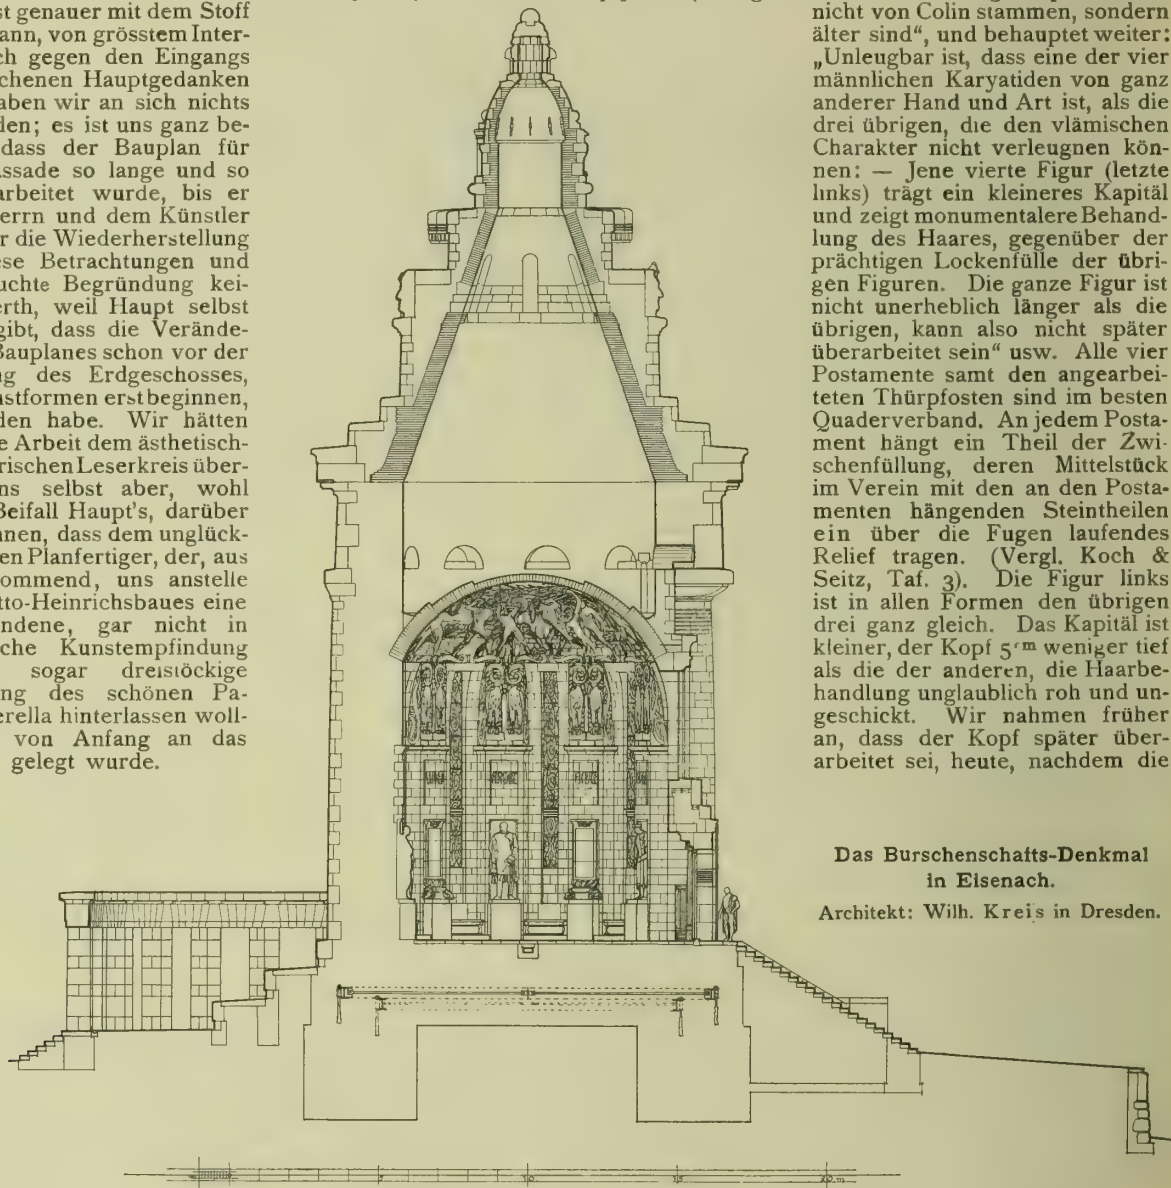 st genauer mit dem Stoff
ann, von grösstem Inter-
ch gegen den Eingangs
chenen Hauptgedanken
aben wir an sich nichts
den; es ist uns ganz be-
dass der Bauplan für
assade so lange und so
arbeitet wurde, bis er
errn und dem Künstler
r die Wiederherstellung
ese Betrachtungen und
uchte Begründung kei-
erth, weil Haupt selbst
gibt, dass die Verände-
Bauplanes schon vor der
ng des Erdgeschosses,
nstformen erst beginnen,
den habe. Wir hätten
e Arbeit dem ästhetisch-
rischen Leserkreis über-
ns selbst aber, wohl
Beifall Haupt's, darüber
nnen, dass dem unglück-
en Planfertiger, der, aus
ommend, uns anstelle
tto-Heinrichsbaues eine
ndene, gar nicht in
che Kunstempfindung
sogar dreistöckige
ng des schönen Pa-
erella hinterlassen woll-
von Anfang an das
gelegt wurde.
nicht von Colin stammen, sondern
älter sind“, und behauptet weiter:
„Unleugbar ist, dass eine der vier
männlichen Karyatiden von ganz
anderer Hand und Art ist, als die
drei übrigen, die den vlämischen
Charakter nicht verleugnen kön-
nen: — Jene vierte Figur (letzte
links) trägt ein kleineres Kapitäl
und zeigt monumentalere Behand-
lung des Haares, gegenüber der
prächtigen Lockenfülle der übri-
gen Figuren. Die ganze Figur ist
nicht unerheblich länger als die
übrigen, kann also nicht später
überarbeitet sein“ usw. Alle vier
Postamente samt den angearbei-
teten Thürpfosten sind im besten
Quaderverband. An jedem Posta-
ment hängt ein Theil der Zwi-
schenfüllung, deren Mittelstück
im Verein mit den an den Posta-
menten hängenden Steintheilen
ein über die Fugen laufendes
Relief tragen. (Vergl. Koch &
Seitz, Taf. 3). Die Figur links
ist in allen Formen den übrigen
drei ganz gleich. Das Kapitäl ist
kleiner, der Kopf 5 cm weniger tief
als die der anderen, die Haarbe-
handlung unglaublich roh und un-
geschickt. Wir nahmen früher
an, dass der Kopf später über-
arbeitet sei, heute, nachdem die
Das Burschenschafts-Denkmal
in Eisenach.
Architekt: Wilh. Kreis in Dresden.
5 10 15 20 m